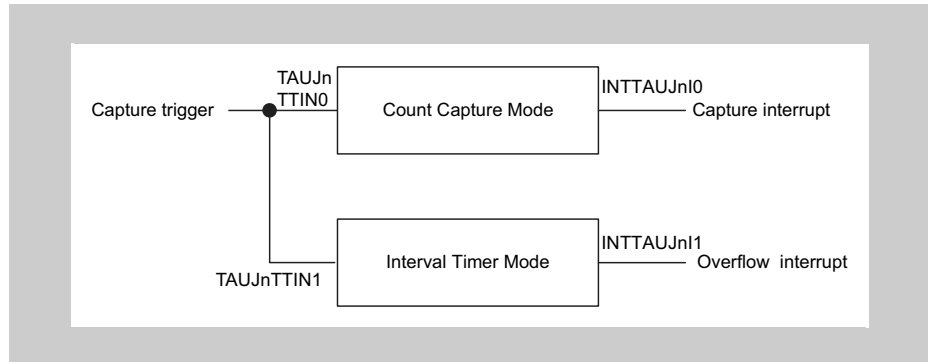 TAUJn
TTIN0
Capture trigger
Count Capture Mode
INTTAUJnI0
Capture interrupt
TAUJnTTIN1
Interval Timer Mode
INTTAUJnI1
Overflow interrupt